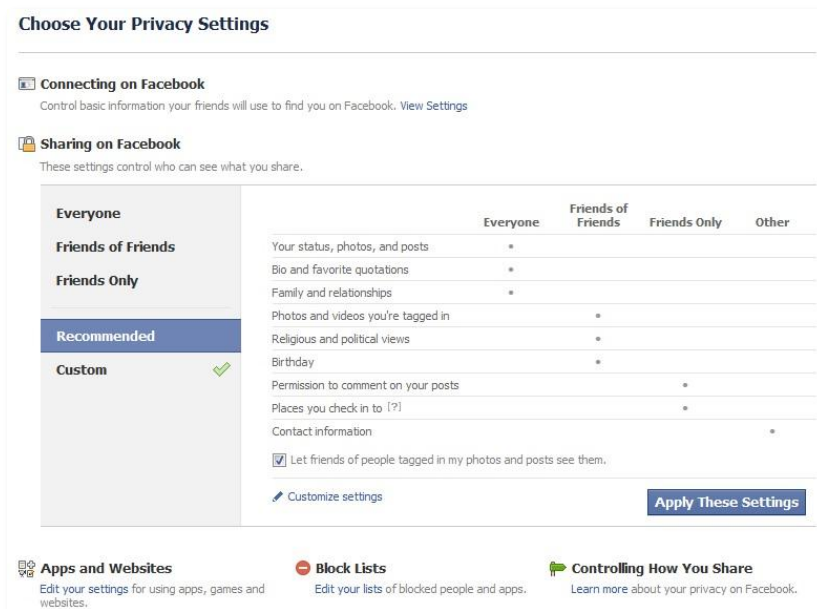 Choose Your Privacy Settings
Connecting on Facebook
Control basic information your friends will use to find you on Facebook. View Settings
Sharing on Facebook
These settings control who can see what you share.
Everyone
Friends of Friends
Friends Only
Recommended
Custom
Everyone Friends of Friends Friends Only Other
Your status, photos, and posts
Bio and favorite quotations
Family and relationships
Photos and videos you're tagged in
Religious and political views
Birthday
Permission to comment on your posts
Places you check in to [?]
Contact information
Let friends of people tagged in my photos and posts see them.
Customize settings
Apply These Settings
Apps and Websites
Edit your settings for using apps, games and
websites.
Block Lists
Edit your lists of blocked people and apps.
Controlling How You Share
Learn more about your privacy on Facebook.